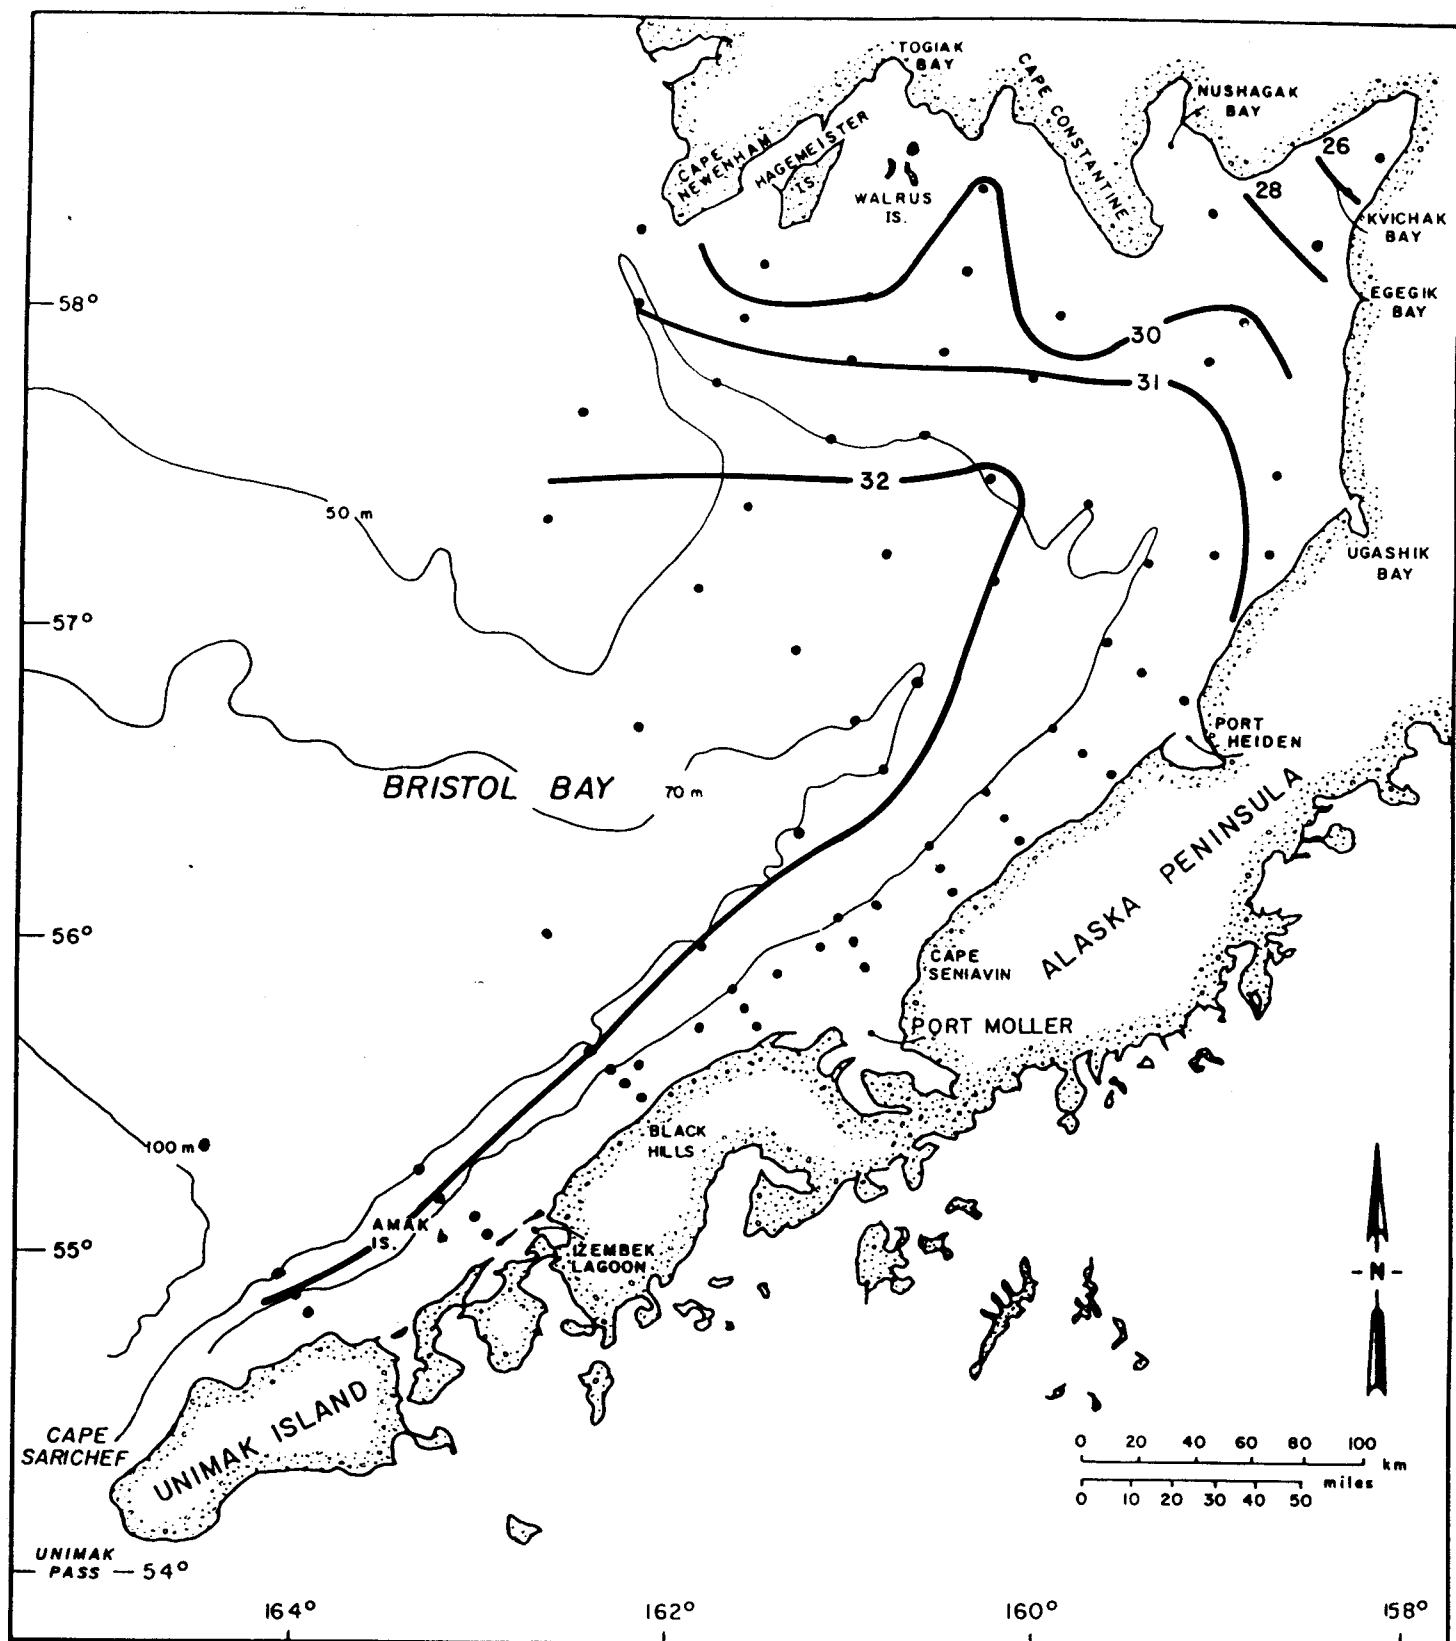 TOGIAK
BAY
CAPE CONSTANTINE
NUSHAGAK
BAY
CAPE
NEWENHAM
HAGEMEISTER
IS.
WALRUS
IS.
26
28
KVICHAK
BAY
58°
EGEGIK
BAY
30
31
32
50 m
UGASHIK
BAY
57°
PORT
HEIDEN
BRISTOL BAY
70 m
ALASKA PENINSULA
56°
CAPE
SENIAVIN
PORT MOLLER
100 m
BLACK
HILLS
AMAK
IS.
55°
IZEMBEK
LAGOON
N
UNIMAK ISLAND
CAPE
SARICHEF
0 20 40 60 80 100
km
miles
0 10 20 30 40 50
UNIMAK
PASS
54°
164° 162° 160° 158°